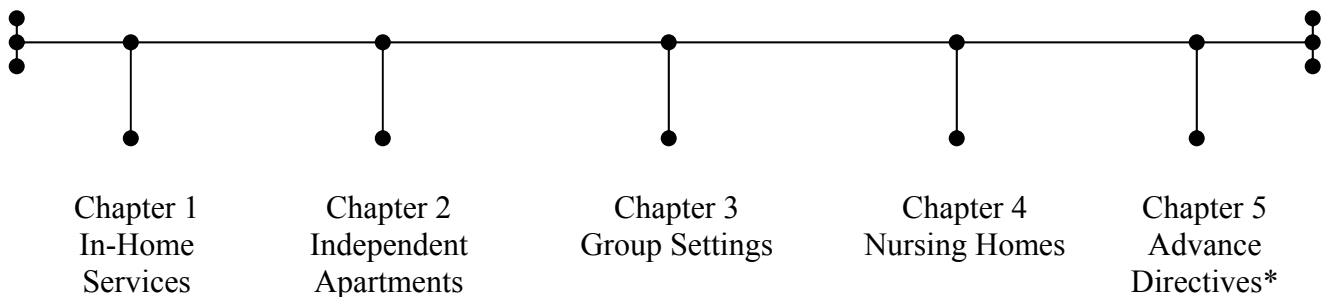 Chapter 1
In-Home
Services
Chapter 2
Independent
Apartments
Chapter 3
Group Settings
Chapter 4
Nursing Homes
Chapter 5
Advance
Directives*